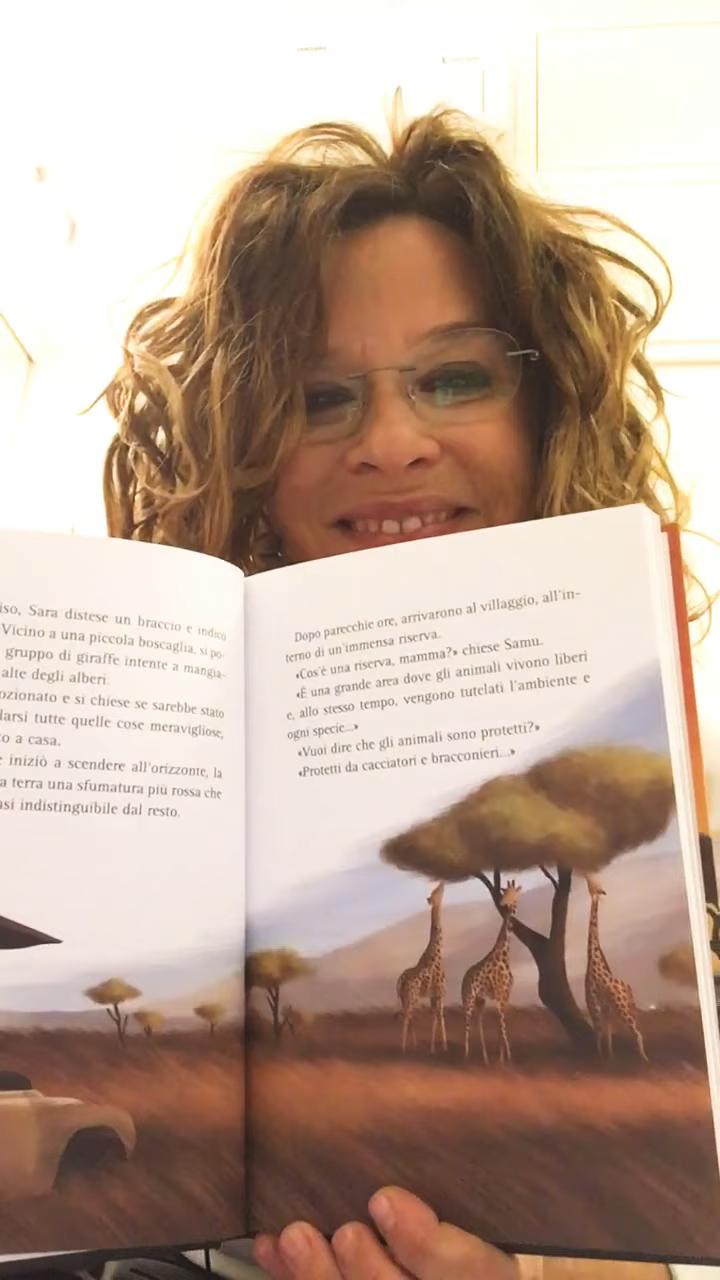 iso, Sara distese un braccio e indicò
Vicino a una piccola boscaglia, si po-
gruppo di giraffe intente a mangia-
alte degli alberi.
ozionato e si chiese se sarebbe stato
darsi tutte quelle cose meravigliose,
to a casa.
e iniziò a scendere all'orizzonte, la
a terra una sfumatura più rossa che
asi indistinguibile dal resto.
Dopo parecchie ore, arrivarono al villaggio, all'in-
terno di un'immensa riserva.
«Cos'è una riserva, mamma?» chiese Samu.
«È una grande area dove gli animali vivono liberi
e, allo stesso tempo, vengono tutelati l'ambiente e
ogni specie...»
«Vuoi dire che gli animali sono protetti?»
«Protetti da cacciatori e bracconieri...»